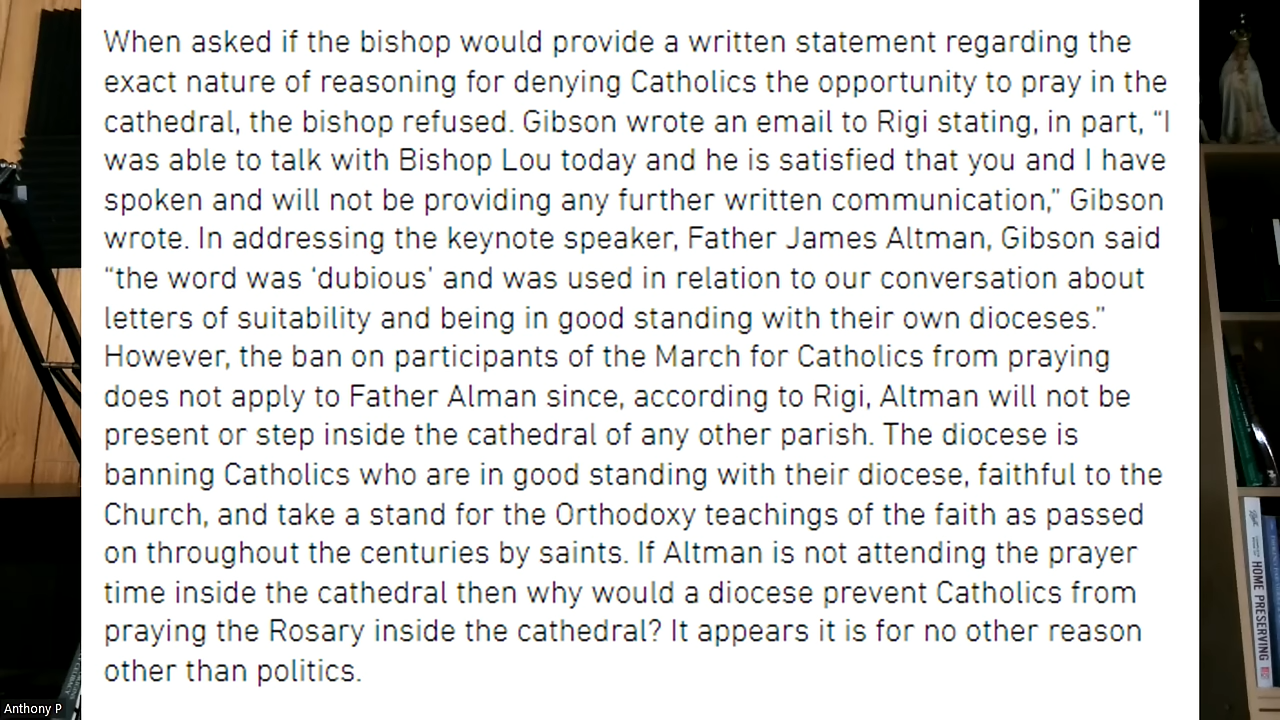 When asked if the bishop would provide a written statement regarding the
exact nature of reasoning for denying Catholics the opportunity to pray in the
cathedral, the bishop refused. Gibson wrote an email to Rigi stating, in part, “I
was able to talk with Bishop Lou today and he is satisfied that you and I have
spoken and will not be providing any further written communication,” Gibson
wrote. In addressing the keynote speaker, Father James Altman, Gibson said
“the word was ‘dubious’ and was used in relation to our conversation about
letters of suitability and being in good standing with their own dioceses.”
However, the ban on participants of the March for Catholics from praying
does not apply to Father Alman since, according to Rigi, Altman will not be
present or step inside the cathedral of any other parish. The diocese is
banning Catholics who are in good standing with their diocese, faithful to the
Church, and take a stand for the Orthodoxy teachings of the faith as passed
on throughout the centuries by saints. If Altman is not attending the prayer
time inside the cathedral then why would a diocese prevent Catholics from
praying the Rosary inside the cathedral? It appears it is for no other reason
other than politics.
HOME PRESERVING
Anthony P